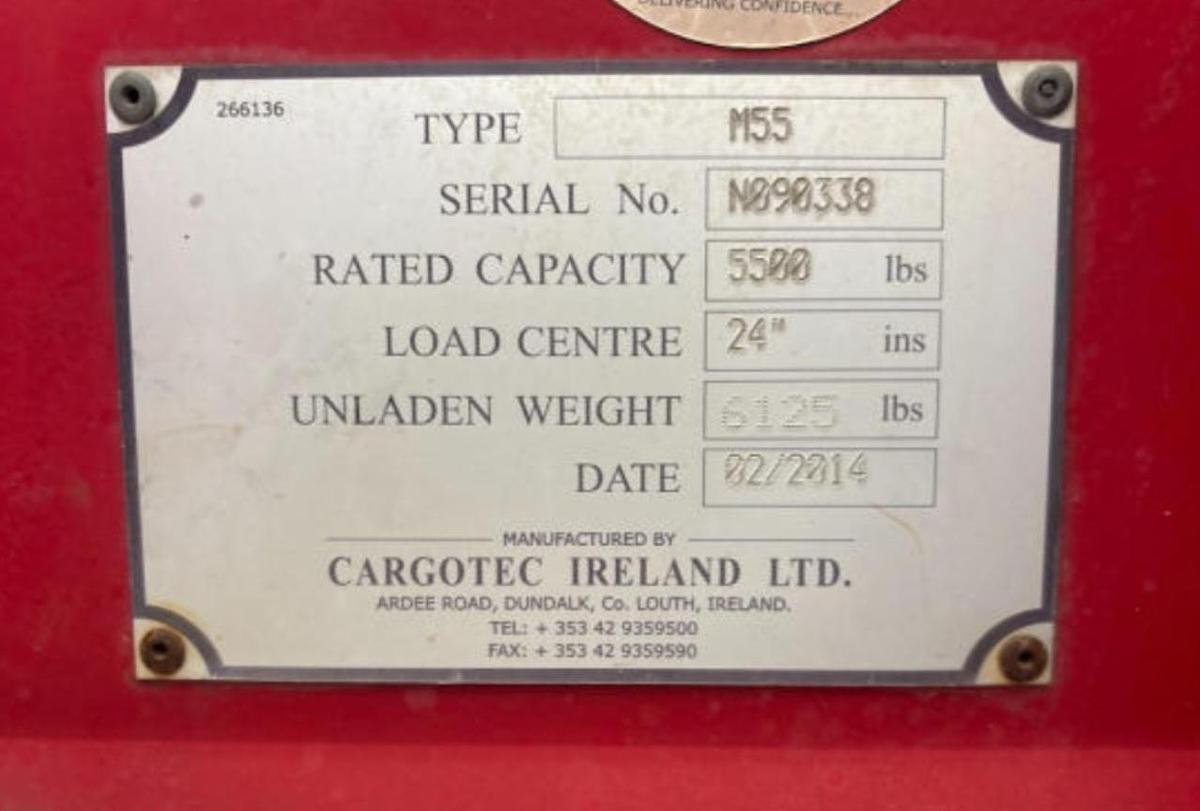 DELIVERING CONFIDENCE...
266136
TYPE M55
SERIAL No. N090338
RATED CAPACITY 5500 lbs
LOAD CENTRE 24" ins
UNLADEN WEIGHT 6125 lbs
DATE 02/2014
MANUFACTURED BY
CARGOTEC IRELAND LTD.
ARDEE ROAD, DUNDALK, Co. LOUTH, IRELAND.
TEL: + 353 42 9359500
FAX: + 353 42 9359590